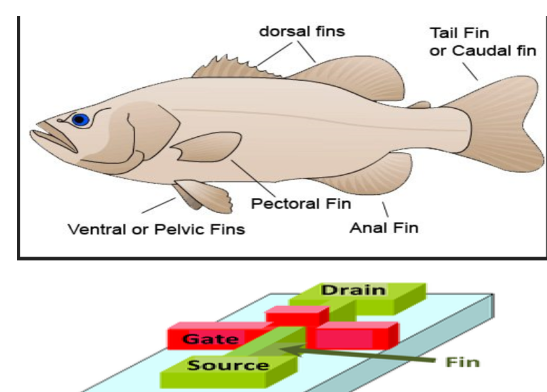 dorsal fins
Tail Fin
or Caudal fin
Pectoral Fin
Ventral or Pelvic Fins
Anal Fin
Drain
Gate
Source
Fin